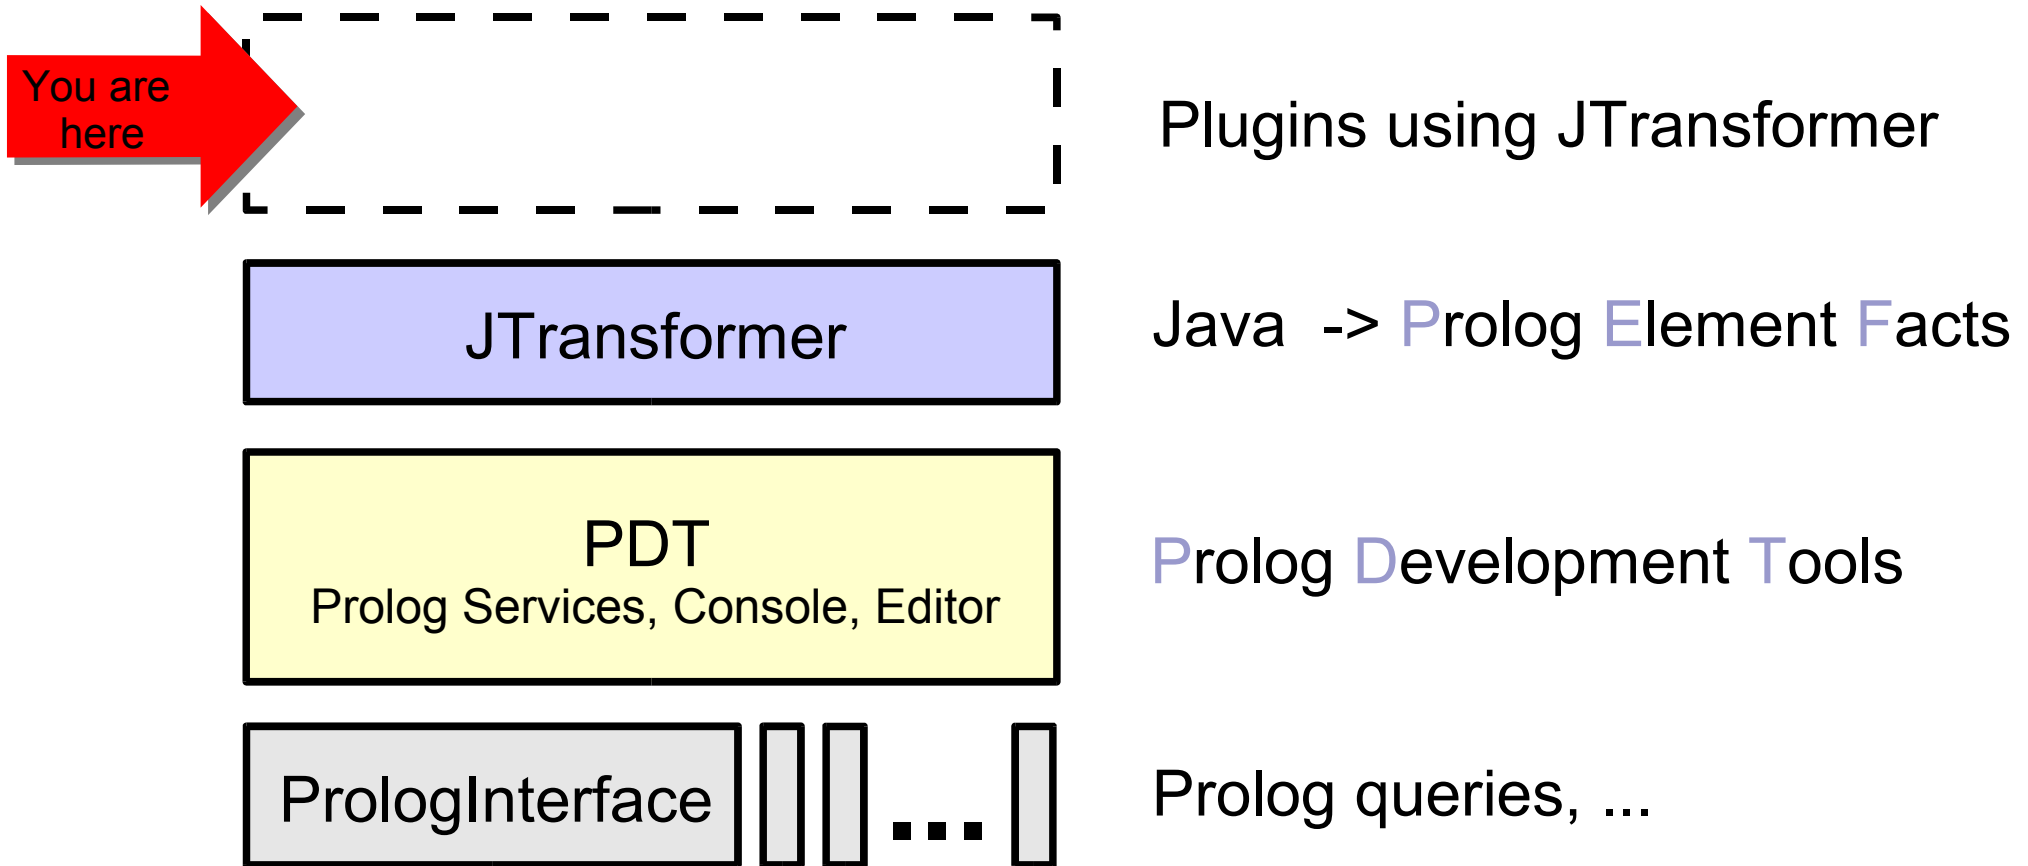 You are
here
Plugins using JTransformer
JTransformer
Java -> Prolog Element Facts
PDT
Prolog Services, Console, Editor
Prolog Development Tools
PrologInterface
...
Prolog queries, ...